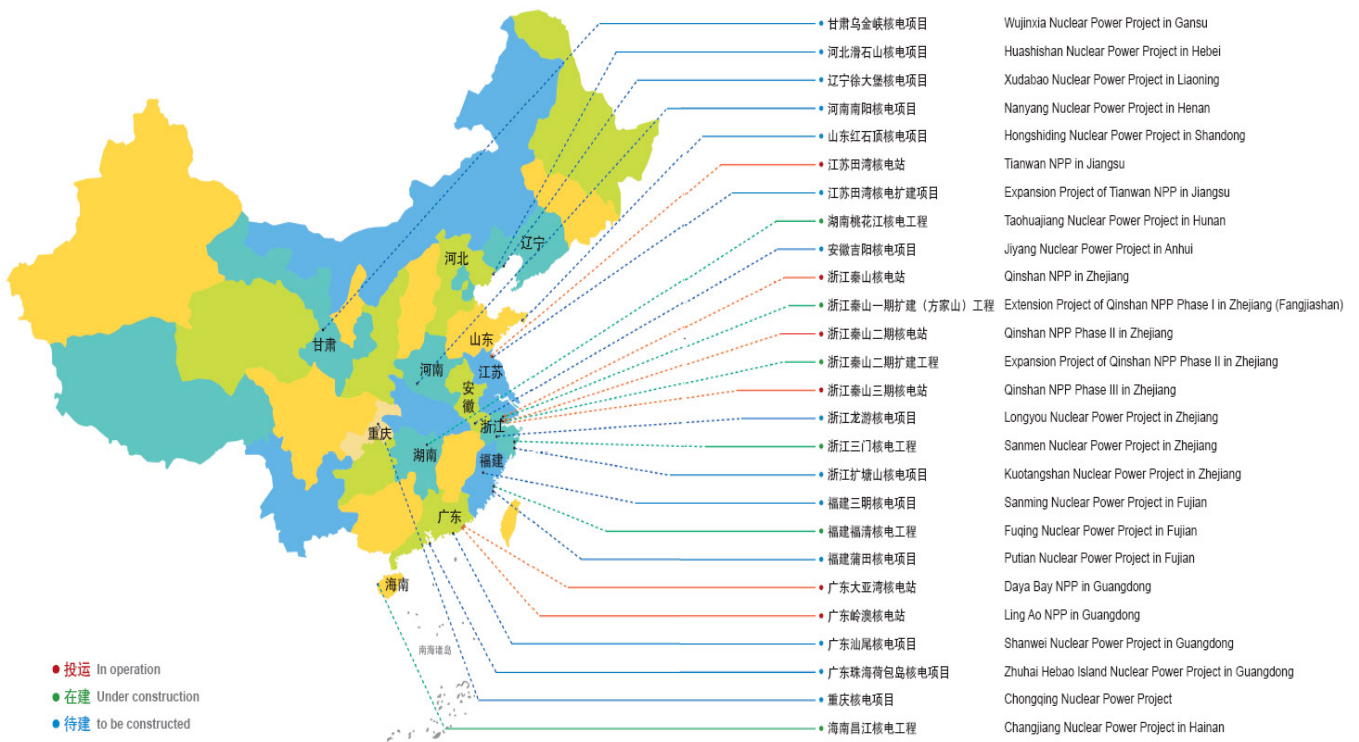 甘肃乌金峡核电项目 Wujinxia Nuclear Power Project in Gansu
河北滑石山核电项目 Huashishan Nuclear Power Project in Hebei
辽宁徐大堡核电项目 Xudabao Nuclear Power Project in Liaoning
河南南阳核电项目 Nanyang Nuclear Power Project in Henan
山东红石顶核电项目 Hongshiding Nuclear Power Project in Shandong
江苏田湾核电站 Tianwan NPP in Jiangsu
江苏田湾核电扩建项目 Expansion Project of Tianwan NPP in Jiangsu
湖南桃花江核电工程 Taohuajiang Nuclear Power Project in Hunan
安徽吉阳核电项目 Jiyang Nuclear Power Project in Anhui
浙江秦山核电站 Qinshan NPP in Zhejiang
浙江秦山一期扩建（方家山）工程 Extension Project of Qinshan NPP Phase I in Zhejiang (Fangjiashan)
浙江秦山二期核电站 Qinshan NPP Phase II in Zhejiang
浙江秦山二期扩建工程 Expansion Project of Qinshan NPP Phase II in Zhejiang
浙江秦山三期核电站 Qinshan NPP Phase III in Zhejiang
浙江龙游核电项目 Longyou Nuclear Power Project in Zhejiang
浙江三门核电工程 Sanmen Nuclear Power Project in Zhejiang
浙江扩塘山核电项目 Kuotangshan Nuclear Power Project in Zhejiang
福建三明核电项目 Sanming Nuclear Power Project in Fujian
福建福清核电工程 Fuqing Nuclear Power Project in Fujian
福建莆田核电项目 Putian Nuclear Power Project in Fujian
广东大亚湾核电站 Daya Bay NPP in Guangdong
广东岭澳核电站 Ling Ao NPP in Guangdong
广东汕尾核电项目 Shanwei Nuclear Power Project in Guangdong
广东珠海荷包岛核电项目 Zhuhai Hebao Island Nuclear Power Project in Guangdong
重庆核电项目 Chongqing Nuclear Power Project
海南昌江核电工程 Changjiang Nuclear Power Project in Hainan
辽宁
河北
山东
甘肃
河南
江苏
安徽
浙江
重庆
湖南
福建
广东
海南
南海诸岛
投运 In operation
在建 Under construction
待建 to be constructed